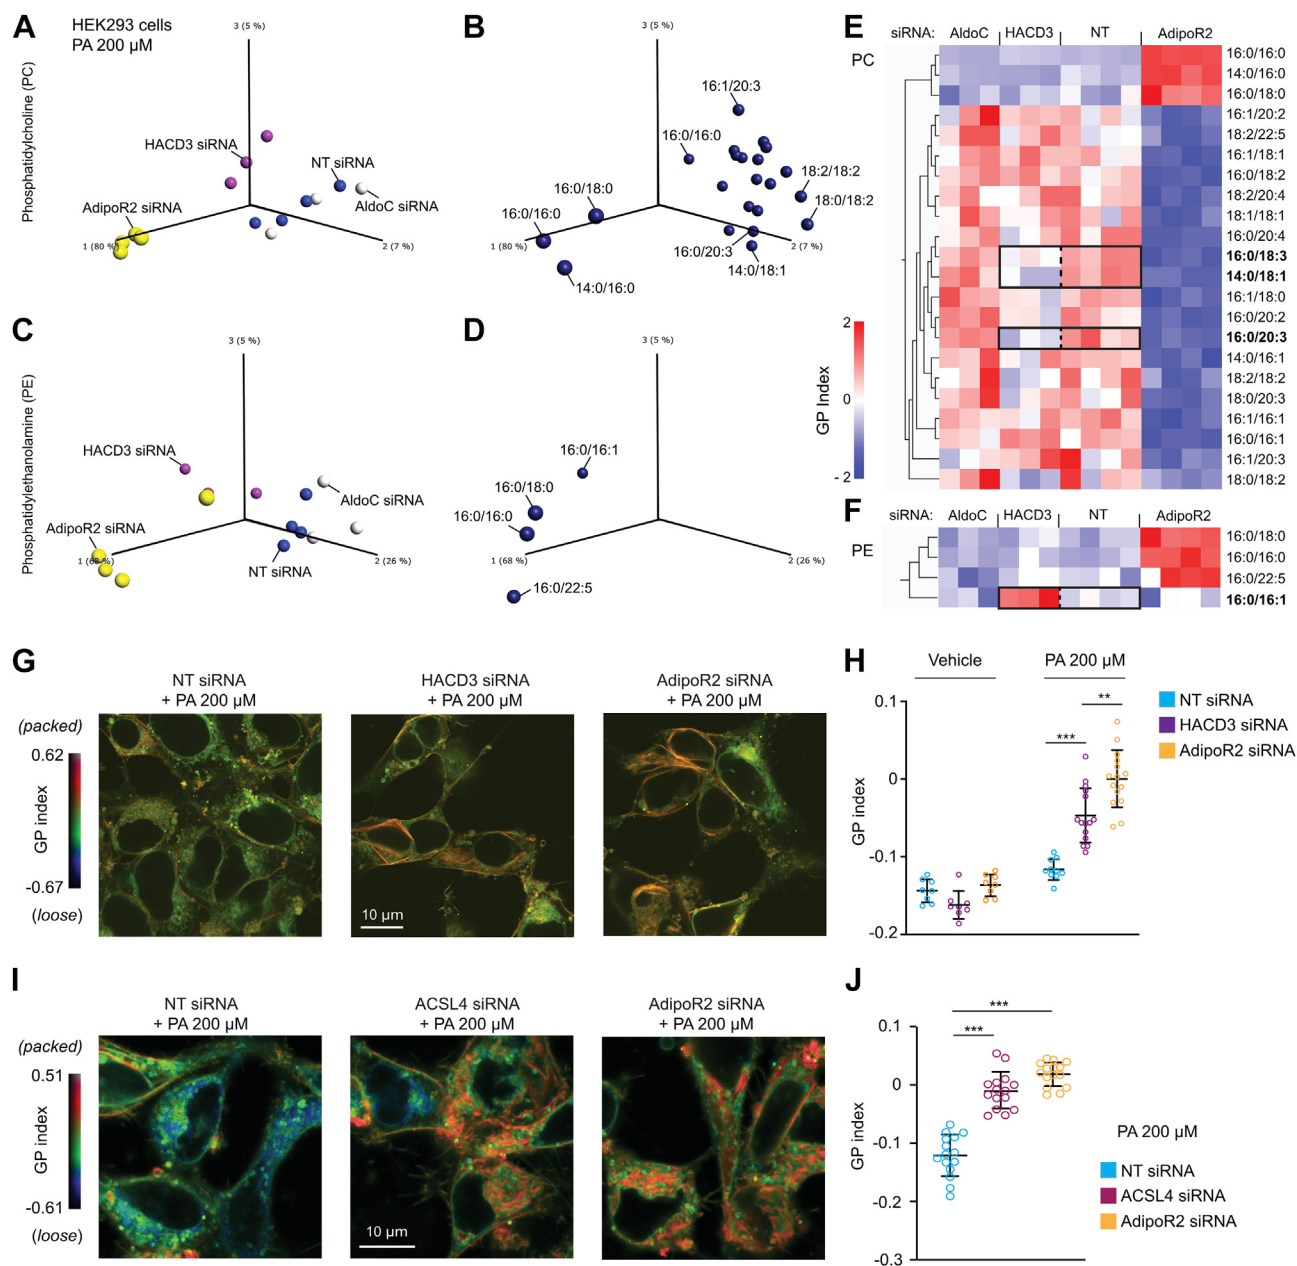 A
HEK293 cells
PA 200 µM
Phosphatidylcholine (PC)
3 (5 %)
HACD3 siRNA
NT siRNA
AldoC siRNA
AdipoR2 siRNA
1 (80 %)
2 (7 %)
B
3 (5 %)
16:1/20:3
16:0/16:0
18:2/18:2
16:0/18:0
18:0/18:2
16:0/16:0
1 (80 %)
2 (7 %)
16:0/20:3
14:0/18:1
14:0/16:0
C
Phosphatidylethanolamine (PE)
3 (5 %)
HACD3 siRNA
AldoC siRNA
AdipoR2 siRNA
1 (68 %)
2 (26 %)
NT siRNA
D
3 (5 %)
16:0/16:1
16:0/18:0
16:0/16:0
1 (68 %)
2 (26 %)
16:0/22:5
E
siRNA: AldoC | HACD3 | NT | AdipoR2
PC
16:0/16:0
14:0/16:0
16:0/18:0
16:1/20:2
18:2/22:5
16:1/18:1
16:0/18:2
18:2/20:4
18:1/18:1
16:0/20:4
16:0/18:3
14:0/18:1
16:1/18:0
16:0/20:2
16:0/20:3
14:0/16:1
18:2/18:2
18:0/20:3
16:1/16:1
16:0/16:1
16:1/20:3
18:0/18:2
2
0
- 2
GP Index
F
siRNA: AldoC | HACD3 | NT | AdipoR2
PE
16:0/18:0
16:0/16:0
16:0/22:5
16:0/16:1
G
NT siRNA
+ PA 200 µM
HACD3 siRNA
+ PA 200 µM
AdipoR2 siRNA
+ PA 200 µM
(packed)
0.62
GP index
-0.67
(loose)
10 µm
H
Vehicle
PA 200 µM
**
***
0.1
0
-0.1
-0.2
GP index
NT siRNA
HACD3 siRNA
AdipoR2 siRNA
I
NT siRNA
+ PA 200 µM
ACSL4 siRNA
+ PA 200 µM
AdipoR2 siRNA
+ PA 200 µM
(packed)
0.51
GP index
-0.61
(loose)
10 µm
J
***
***
0.1
0
-0.1
-0.2
-0.3
GP index
PA 200 µM
NT siRNA
ACSL4 siRNA
AdipoR2 siRNA